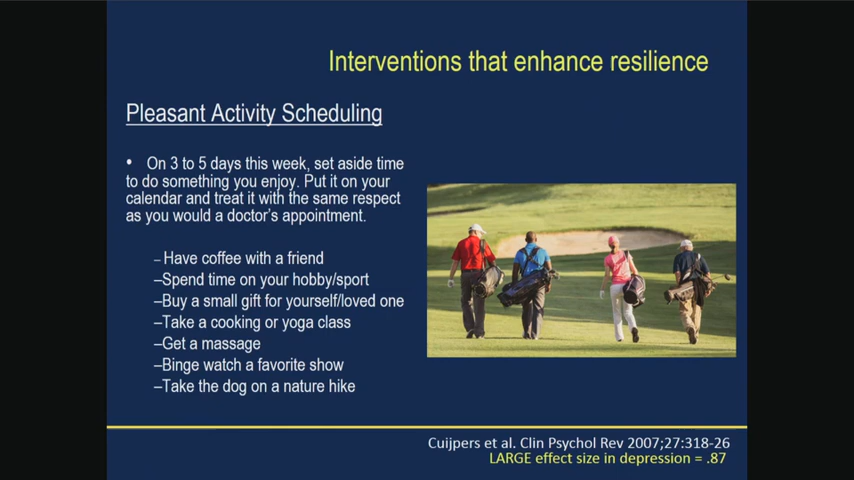 Interventions that enhance resilience
Pleasant Activity Scheduling
• On 3 to 5 days this week, set aside time
to do something you enjoy. Put it on your
calendar and treat it with the same respect
as you would a doctor's appointment.
– Have coffee with a friend
–Spend time on your hobby/sport
–Buy a small gift for yourself/loved one
–Take a cooking or yoga class
–Get a massage
–Binge watch a favorite show
–Take the dog on a nature hike
Cuijpers et al. Clin Psychol Rev 2007;27:318-26
LARGE effect size in depression = .87